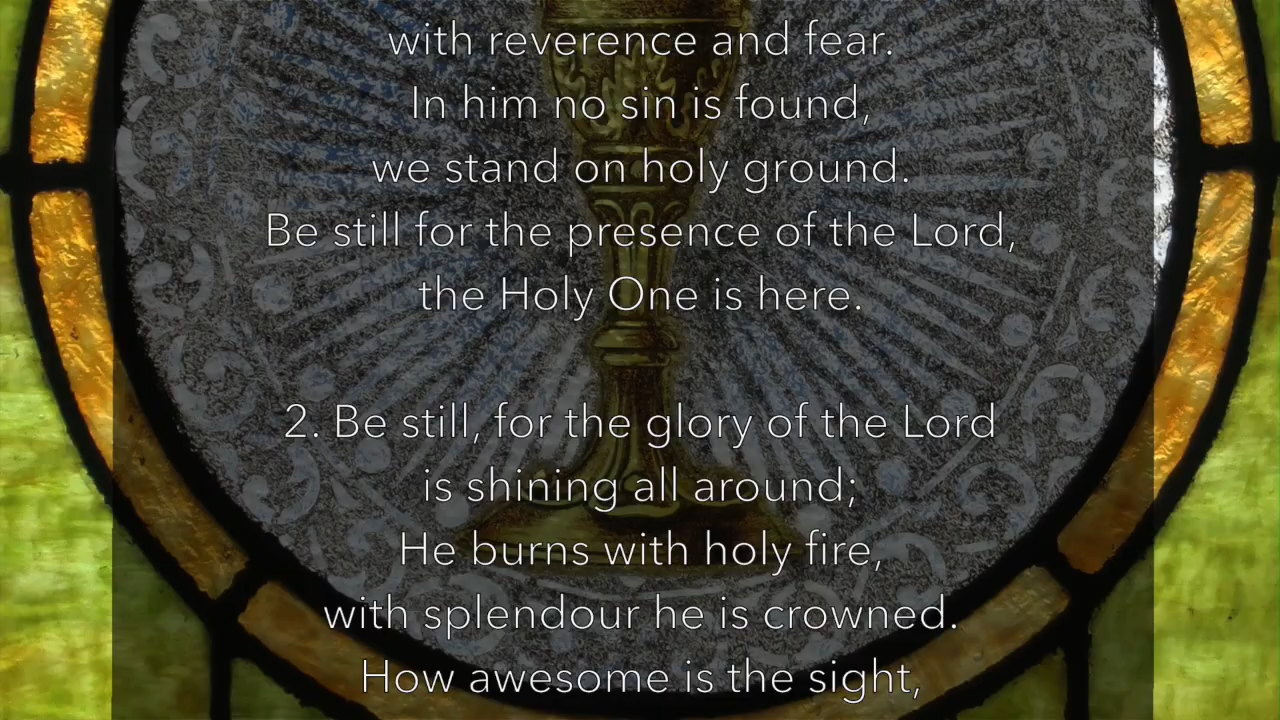 with reverence and fear.
In him no sin is found,
we stand on holy ground.
Be still for the presence of the Lord,
the Holy One is here.
2. Be still, for the glory of the Lord
is shining all around;
He burns with holy fire,
with splendour he is crowned.
How awesome is the sight,